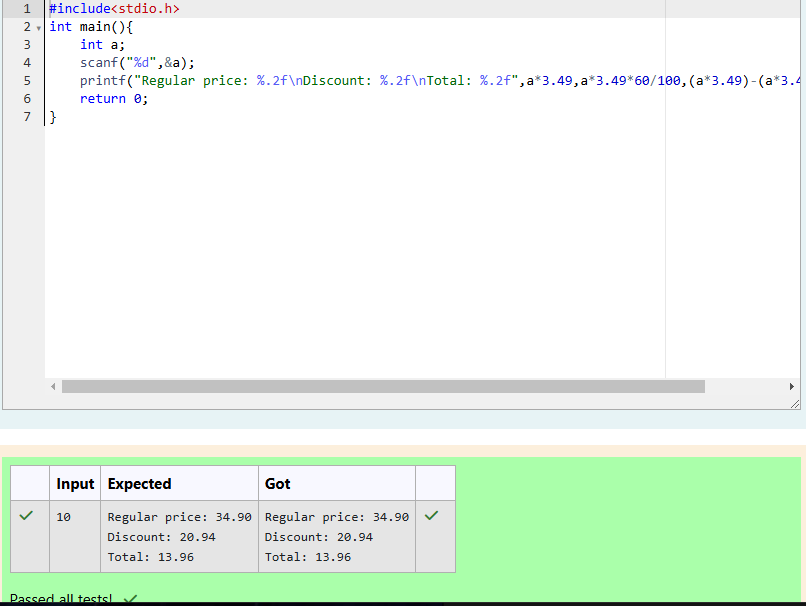 1 #include<stdio.h>
2 int main(){
3 int a;
4 scanf("%d",&a);
5 printf("Regular price: %.2f\nDiscount: %.2f\nTotal: %.2f",a*3.49,a*3.49*60/100,(a*3.49)-(a*3.4
6 return 0;
7 }
Input Expected Got
10 Regular price: 34.90 Regular price: 34.90
Discount: 20.94 Discount: 20.94
Total: 13.96 Total: 13.96
Passed all tests!